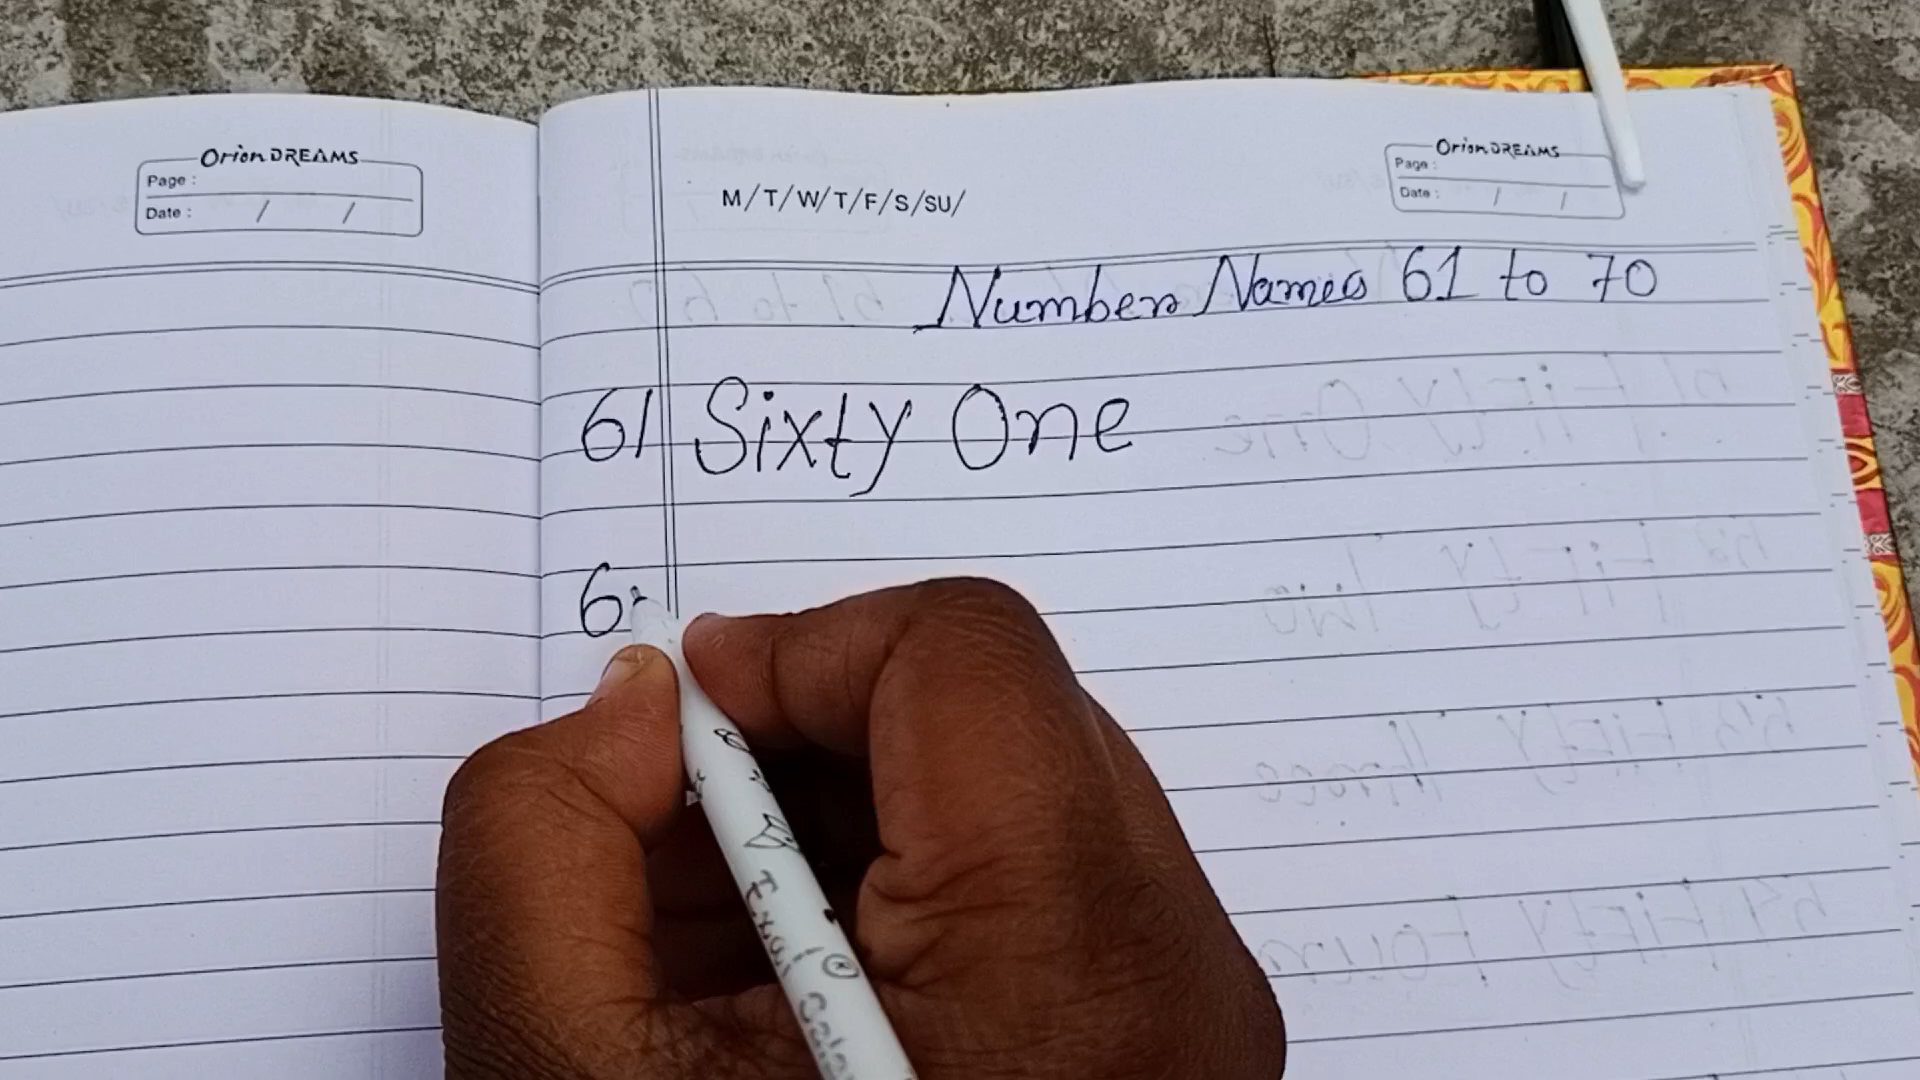 Orion DREAMS
Page :
Date : / /
M/T/W/T/F/S/SU/
Orion DREAMS
Page :
Date : / /
Number Names 61 to 70
61 Sixty One
6